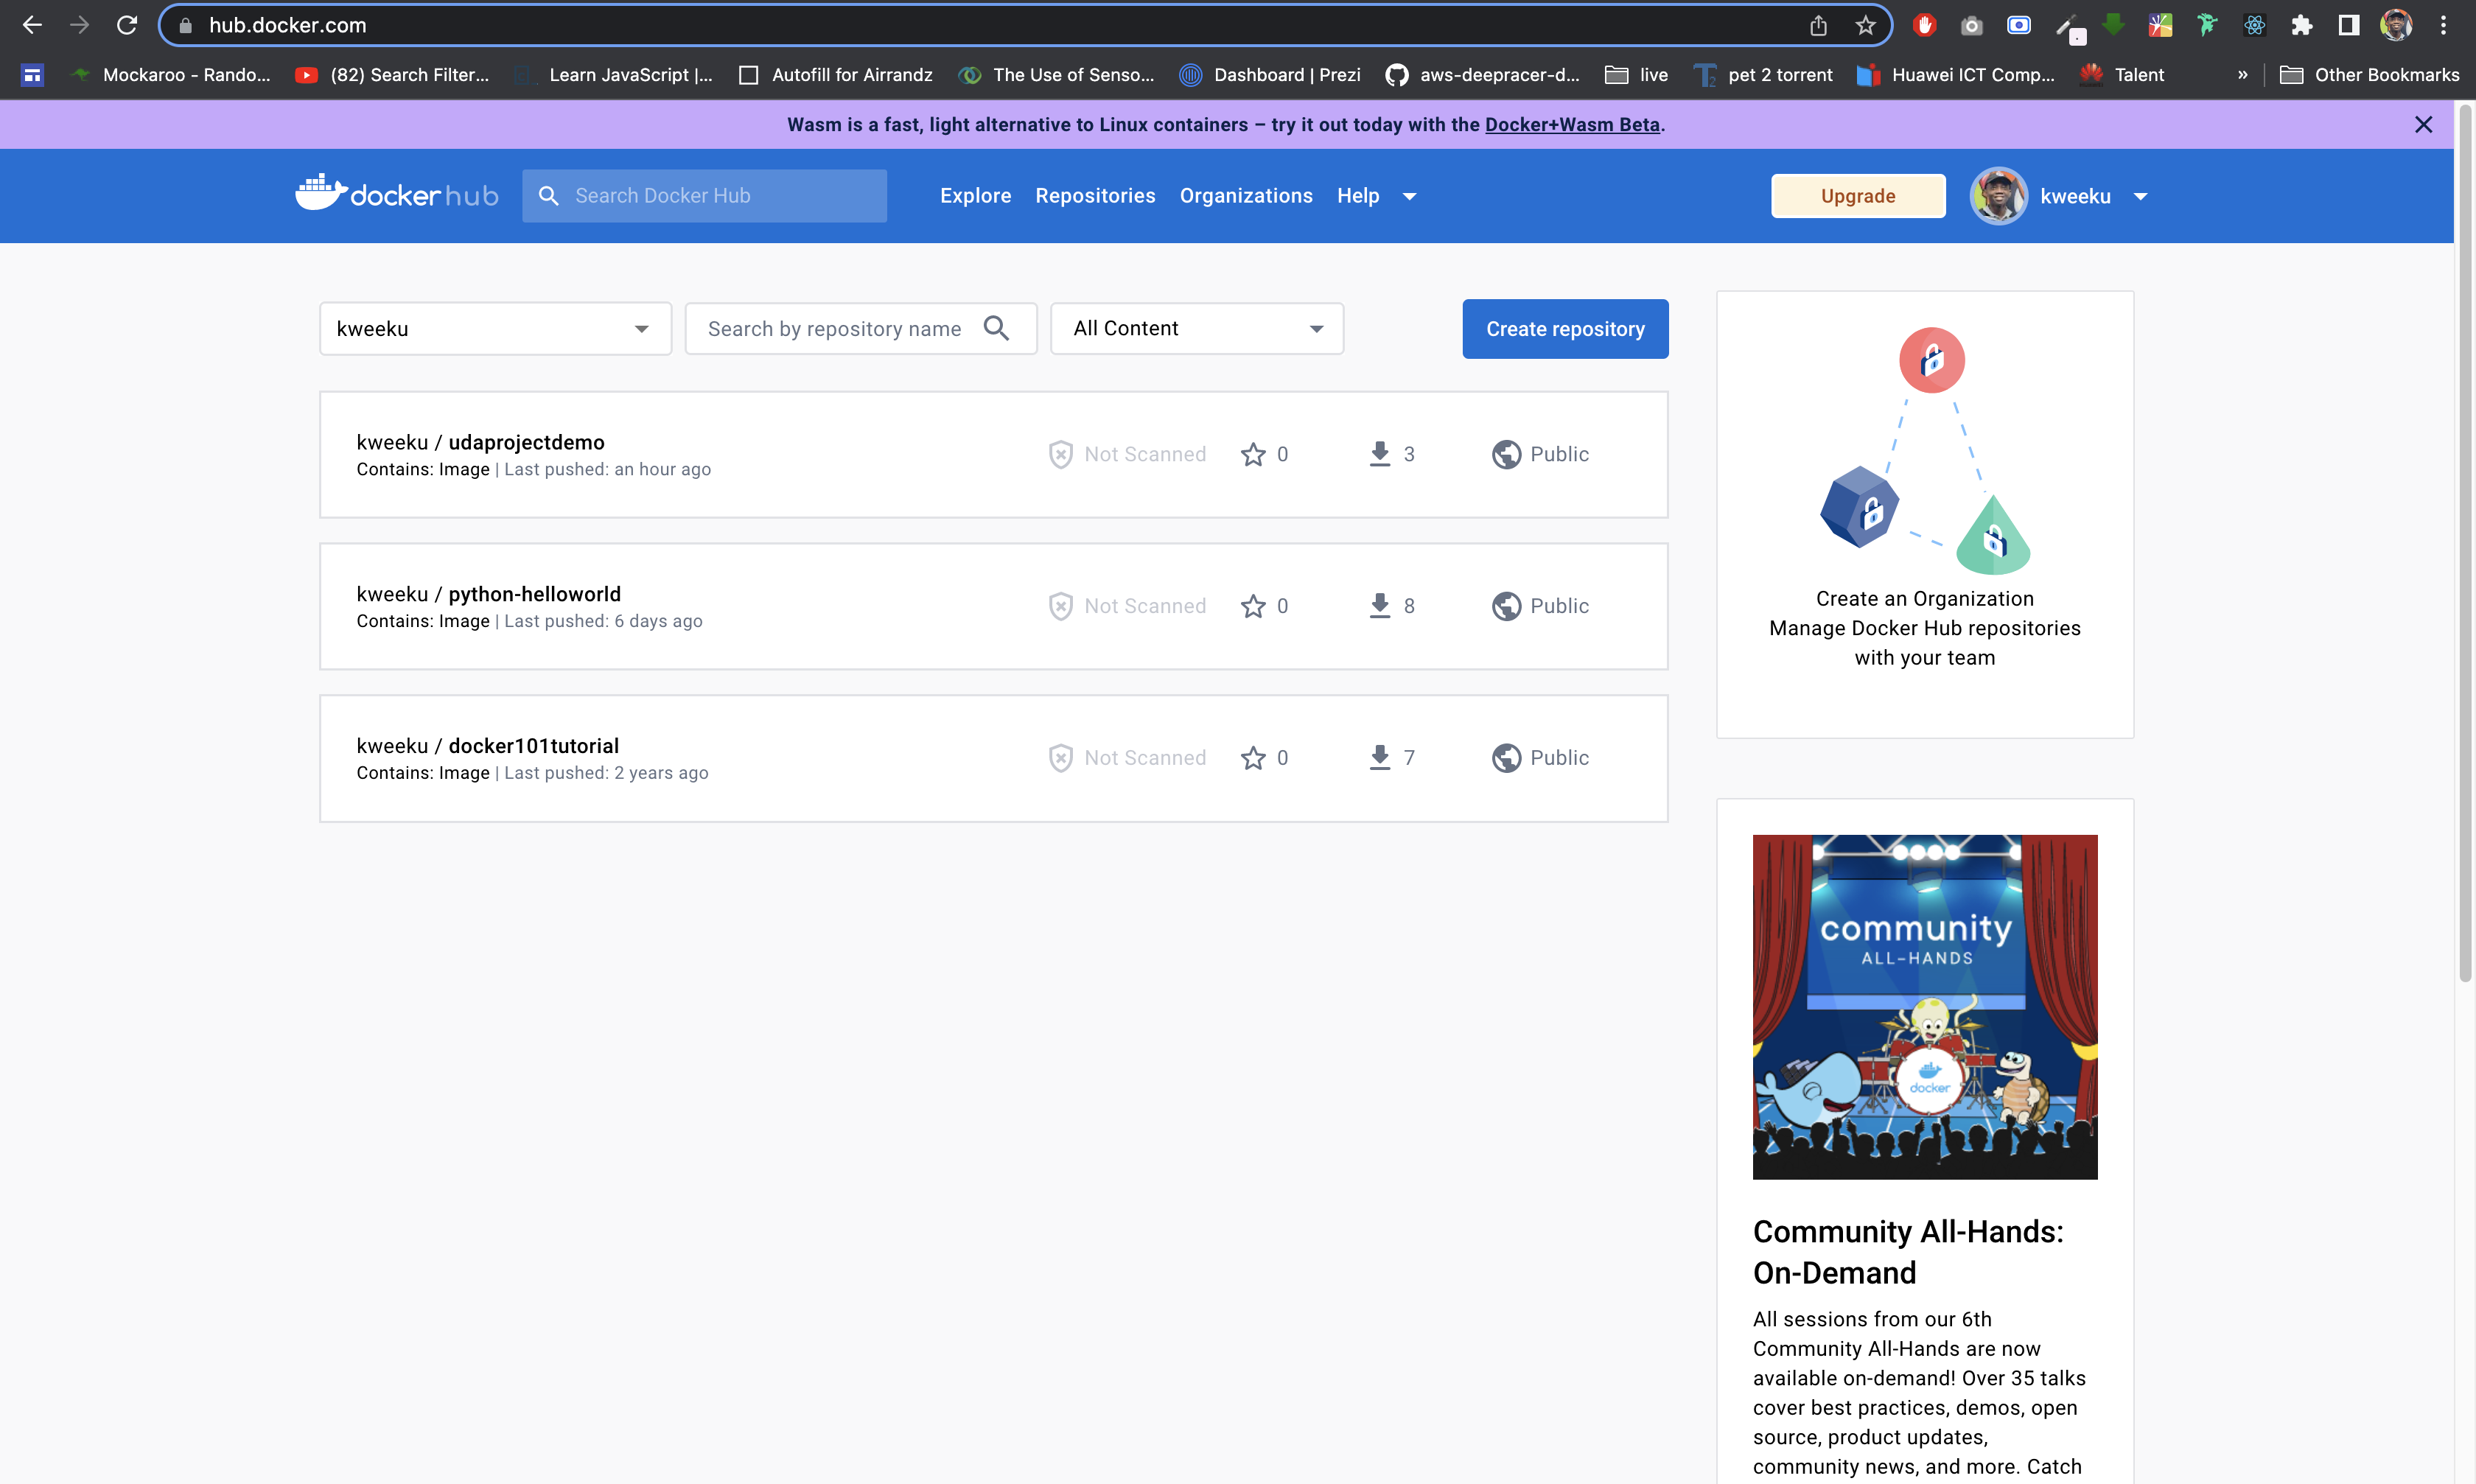 hub.docker.com
Mockaroo - Rando...
(82) Search Filter...
Learn JavaScript |...
Autofill for Airrandz
The Use of Senso...
Dashboard | Prezi
aws-deepracer-d...
live
pet 2 torrent
Huawei ICT Comp...
Talent
»
Other Bookmarks
Wasm is a fast, light alternative to Linux containers – try it out today with the Docker+Wasm Beta.
docker hub
Search Docker Hub
Explore
Repositories
Organizations
Help
Upgrade
kweeku
kweeku
Search by repository name
All Content
Create repository
kweeku / udaprojectdemo
Contains: Image | Last pushed: an hour ago
Not Scanned
0
3
Public
kweeku / python-helloworld
Contains: Image | Last pushed: 6 days ago
Not Scanned
0
8
Public
kweeku / docker101tutorial
Contains: Image | Last pushed: 2 years ago
Not Scanned
0
7
Public
Create an Organization
Manage Docker Hub repositories
with your team
community
ALL-HANDS
docker
Community All-Hands:
On-Demand
All sessions from our 6th
Community All-Hands are now
available on-demand! Over 35 talks
cover best practices, demos, open
source, product updates,
community news, and more. Catch